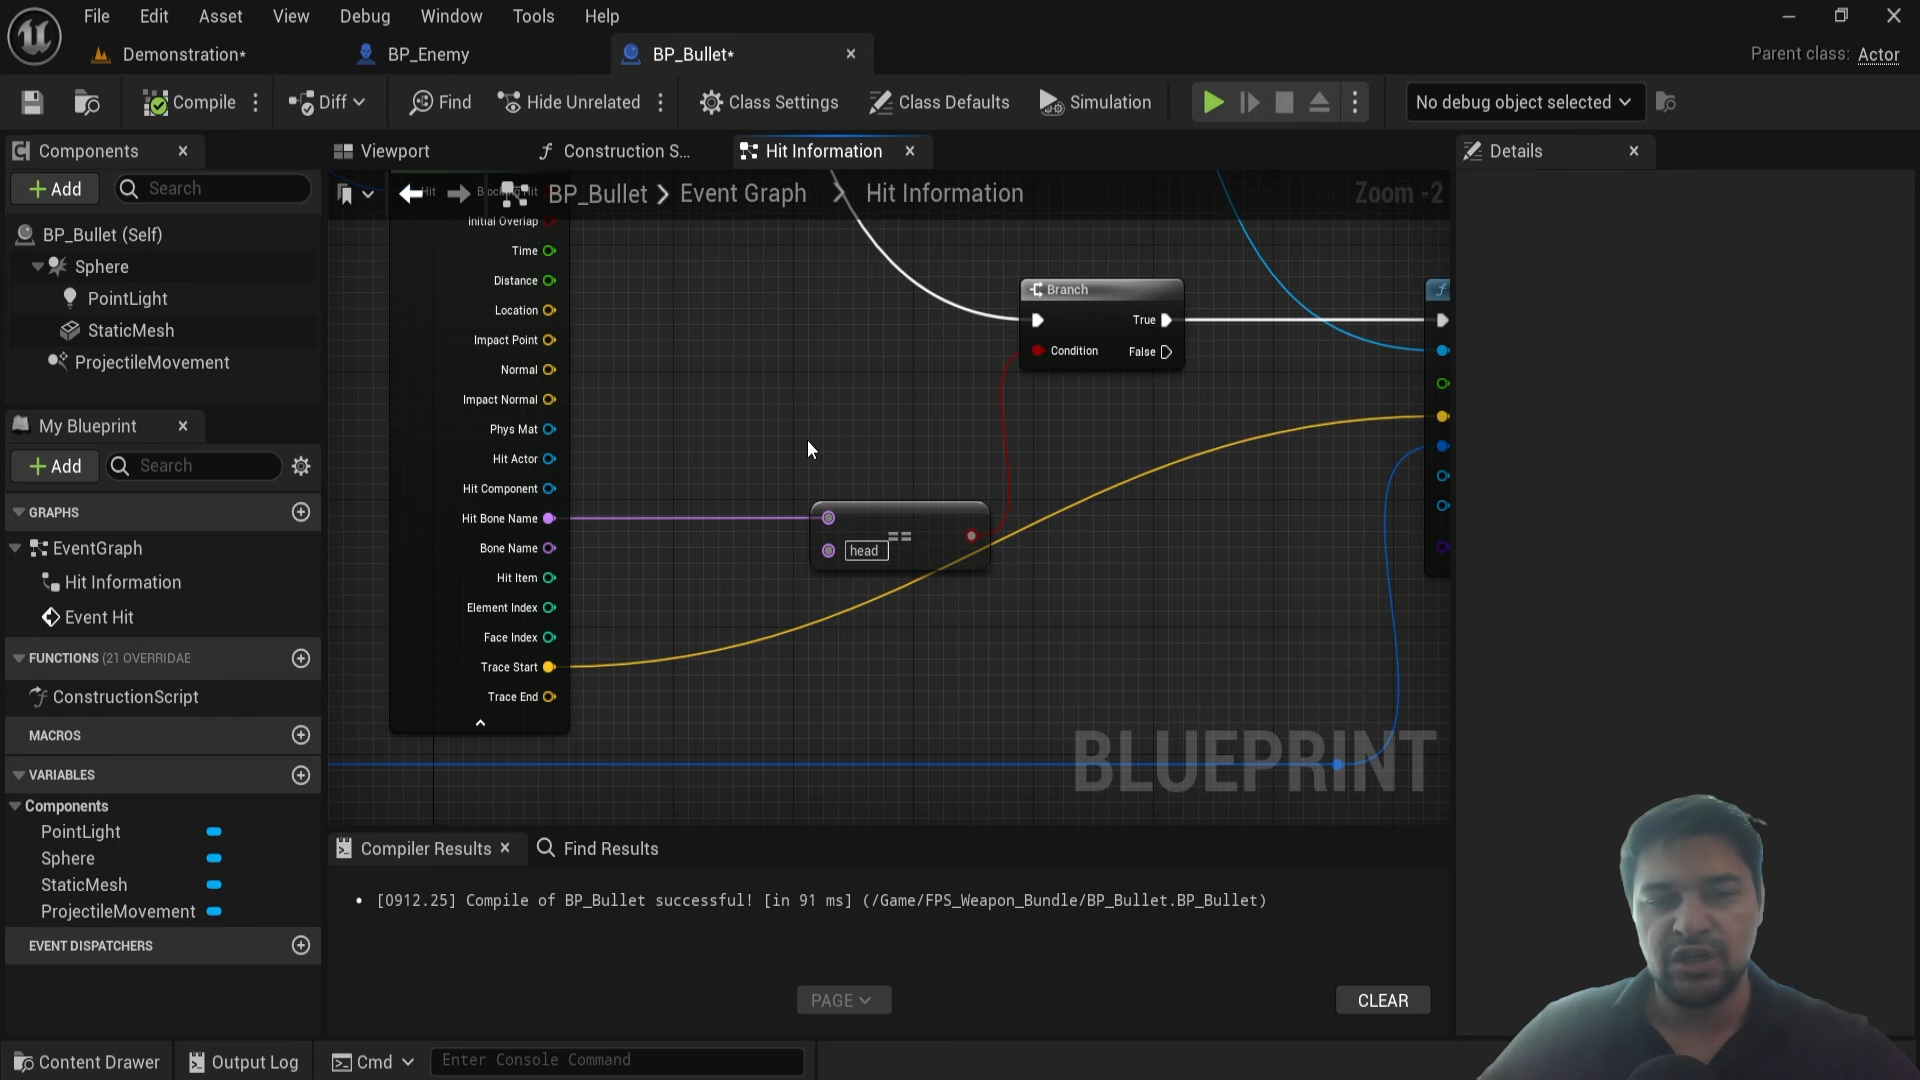 File Edit Asset View Debug Window Tools Help
Demonstration* BP_Enemy BP_Bullet* Parent class: Actor
Compile Diff Find Hide Unrelated Class Settings Class Defaults Simulation No debug object selected
Components Viewport Construction S... Hit Information Details
Add Search
BP_Bullet > Event Graph > Hit Information Zoom -2
BP_Bullet (Self)
Sphere
PointLight
StaticMesh
ProjectileMovement
My Blueprint
Add Search
GRAPHS
EventGraph
Hit Information
Event Hit
FUNCTIONS (21 OVERRIDAE
ConstructionScript
MACROS
VARIABLES
Components
PointLight
Sphere
StaticMesh
ProjectileMovement
EVENT DISPATCHERS
Hit
Initial Overlap
Time
Distance
Location
Impact Point
Normal
Impact Normal
Phys Mat
Hit Actor
Hit Component
Hit Bone Name
Bone Name
Hit Item
Element Index
Face Index
Trace Start
Trace End
Branch
True
Condition False
==
head
f
BLUEPRINT
Compiler Results Find Results
• [0912.25] Compile of BP_Bullet successful! [in 91 ms] (/Game/FPS_Weapon_Bundle/BP_Bullet.BP_Bullet)
PAGE CLEAR
Content Drawer Output Log Cmd Enter Console Command